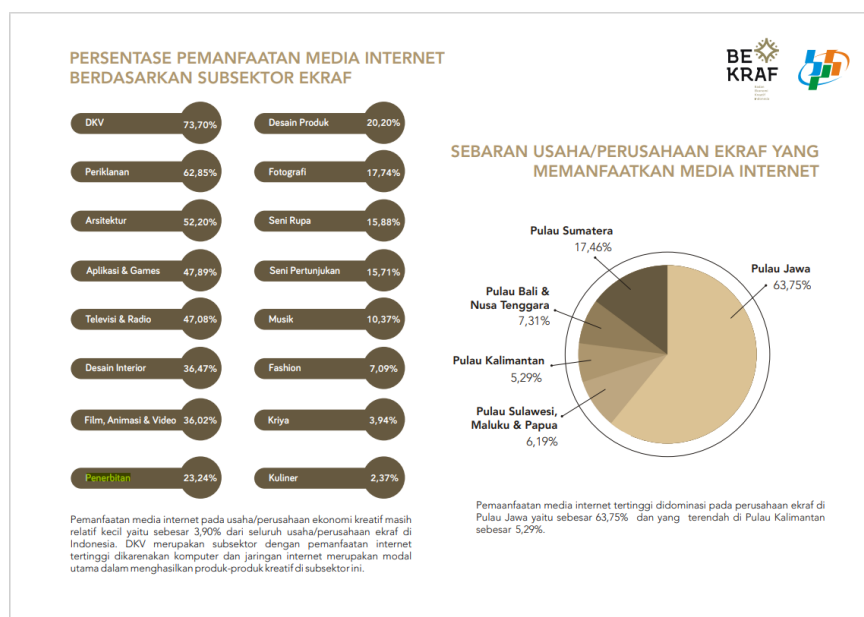 PERSENTASE PEMANFAATAN MEDIA INTERNET
BERDASARKAN SUBSEKTOR EKRAF
BE
KRAF
DKV 73,70%
Periklanan 62,85%
Arsitektur 52,20%
Aplikasi & Games 47,89%
Televisi & Radio 47,08%
Desain Interior 36,47%
Film, Animasi & Video 36,02%
Penerbitan 23,24%
Desain Produk 20,20%
Fotografi 17,74%
Seni Rupa 15,88%
Seni Pertunjukan 15,71%
Musik 10,37%
Fashion 7,09%
Kriya 3,94%
Kuliner 2,37%
Pemanfaatan media internet pada usaha/perusahaan ekonomi kreatif masih
relatif kecil yaitu sebesar 3,90% dari seluruh usaha/perusahaan ekraf di
Indonesia. DKV merupakan subsektor dengan pemanfaatan internet
tertinggi dikarenakan komputer dan jaringan internet merupakan modal
utama dalam menghasilkan produk-produk kreatif di subsektor ini.
SEBARAN USAHA/PERUSAHAAN EKRAF YANG
MEMANFAATKAN MEDIA INTERNET
Pulau Sumatera
17,46%
Pulau Jawa
63,75%
Pulau Bali &
Nusa Tenggara
7,31%
Pulau Kalimantan
5,29%
Pulau Sulawesi,
Maluku & Papua
6,19%
Pemaanfaatan media internet tertinggi didominasi pada perusahaan ekraf di
Pulau Jawa yaitu sebesar 63,75% dan yang terendah di Pulau Kalimantan
sebesar 5,29%.